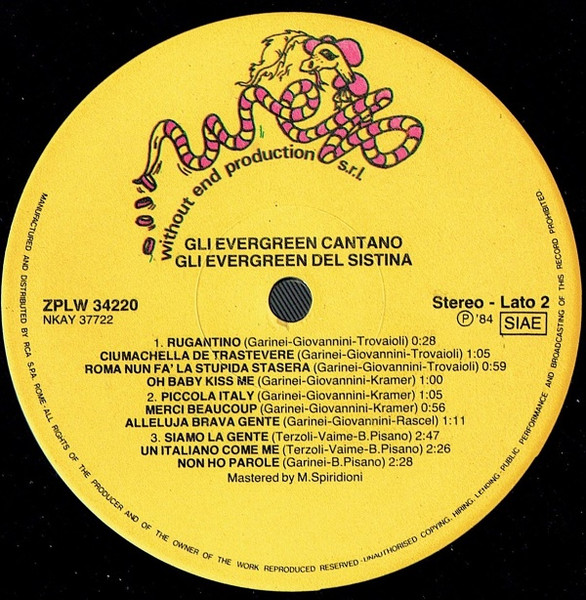 without end production s.r.l.
GLI EVERGREEN CANTANO
GLI EVERGREEN DEL SISTINA
ZPLW 34220
NKAY 37722
Stereo - Lato 2
Ⓟ '84 SIAE
1. RUGANTINO (Garinei-Giovannini-Trovaioli) 0:28
CIUMACHELLA DE TRASTEVERE (Garinei-Giovannini-Trovaioli) 1:05
ROMA NUN FA' LA STUPIDA STASERA (Garinei-Giovannini-Trovaioli) 0:59
OH BABY KISS ME (Garinei-Giovannini-Kramer) 1:00
2. PICCOLA ITALY (Garinei-Giovannini-Kramer) 1:05
MERCI BEAUCOUP (Garinei-Giovannini-Kramer) 0:56
ALLELUJA BRAVA GENTE (Garinei-Giovannini-Rascel) 1:11
3. SIAMO LA GENTE (Terzoli-Vaime-B.Pisano) 2:47
UN ITALIANO COME ME (Terzoli-Vaime-B.Pisano) 2:26
NON HO PAROLE (Garinei-B.Pisano) 2:28
Mastered by M.Spiridioni
MANUFACTURED AND DISTRIBUTED BY RCA S.P.A. ROME - ALL RIGHTS OF THE PRODUCER AND OF THE OWNER OF THE WORK REPRODUCED RESERVED - UNAUTHORISED COPYING, HIRING, LENDING - PUBLIC PERFORMANCE AND BROADCASTING OF THIS RECORD PROHIBITED.